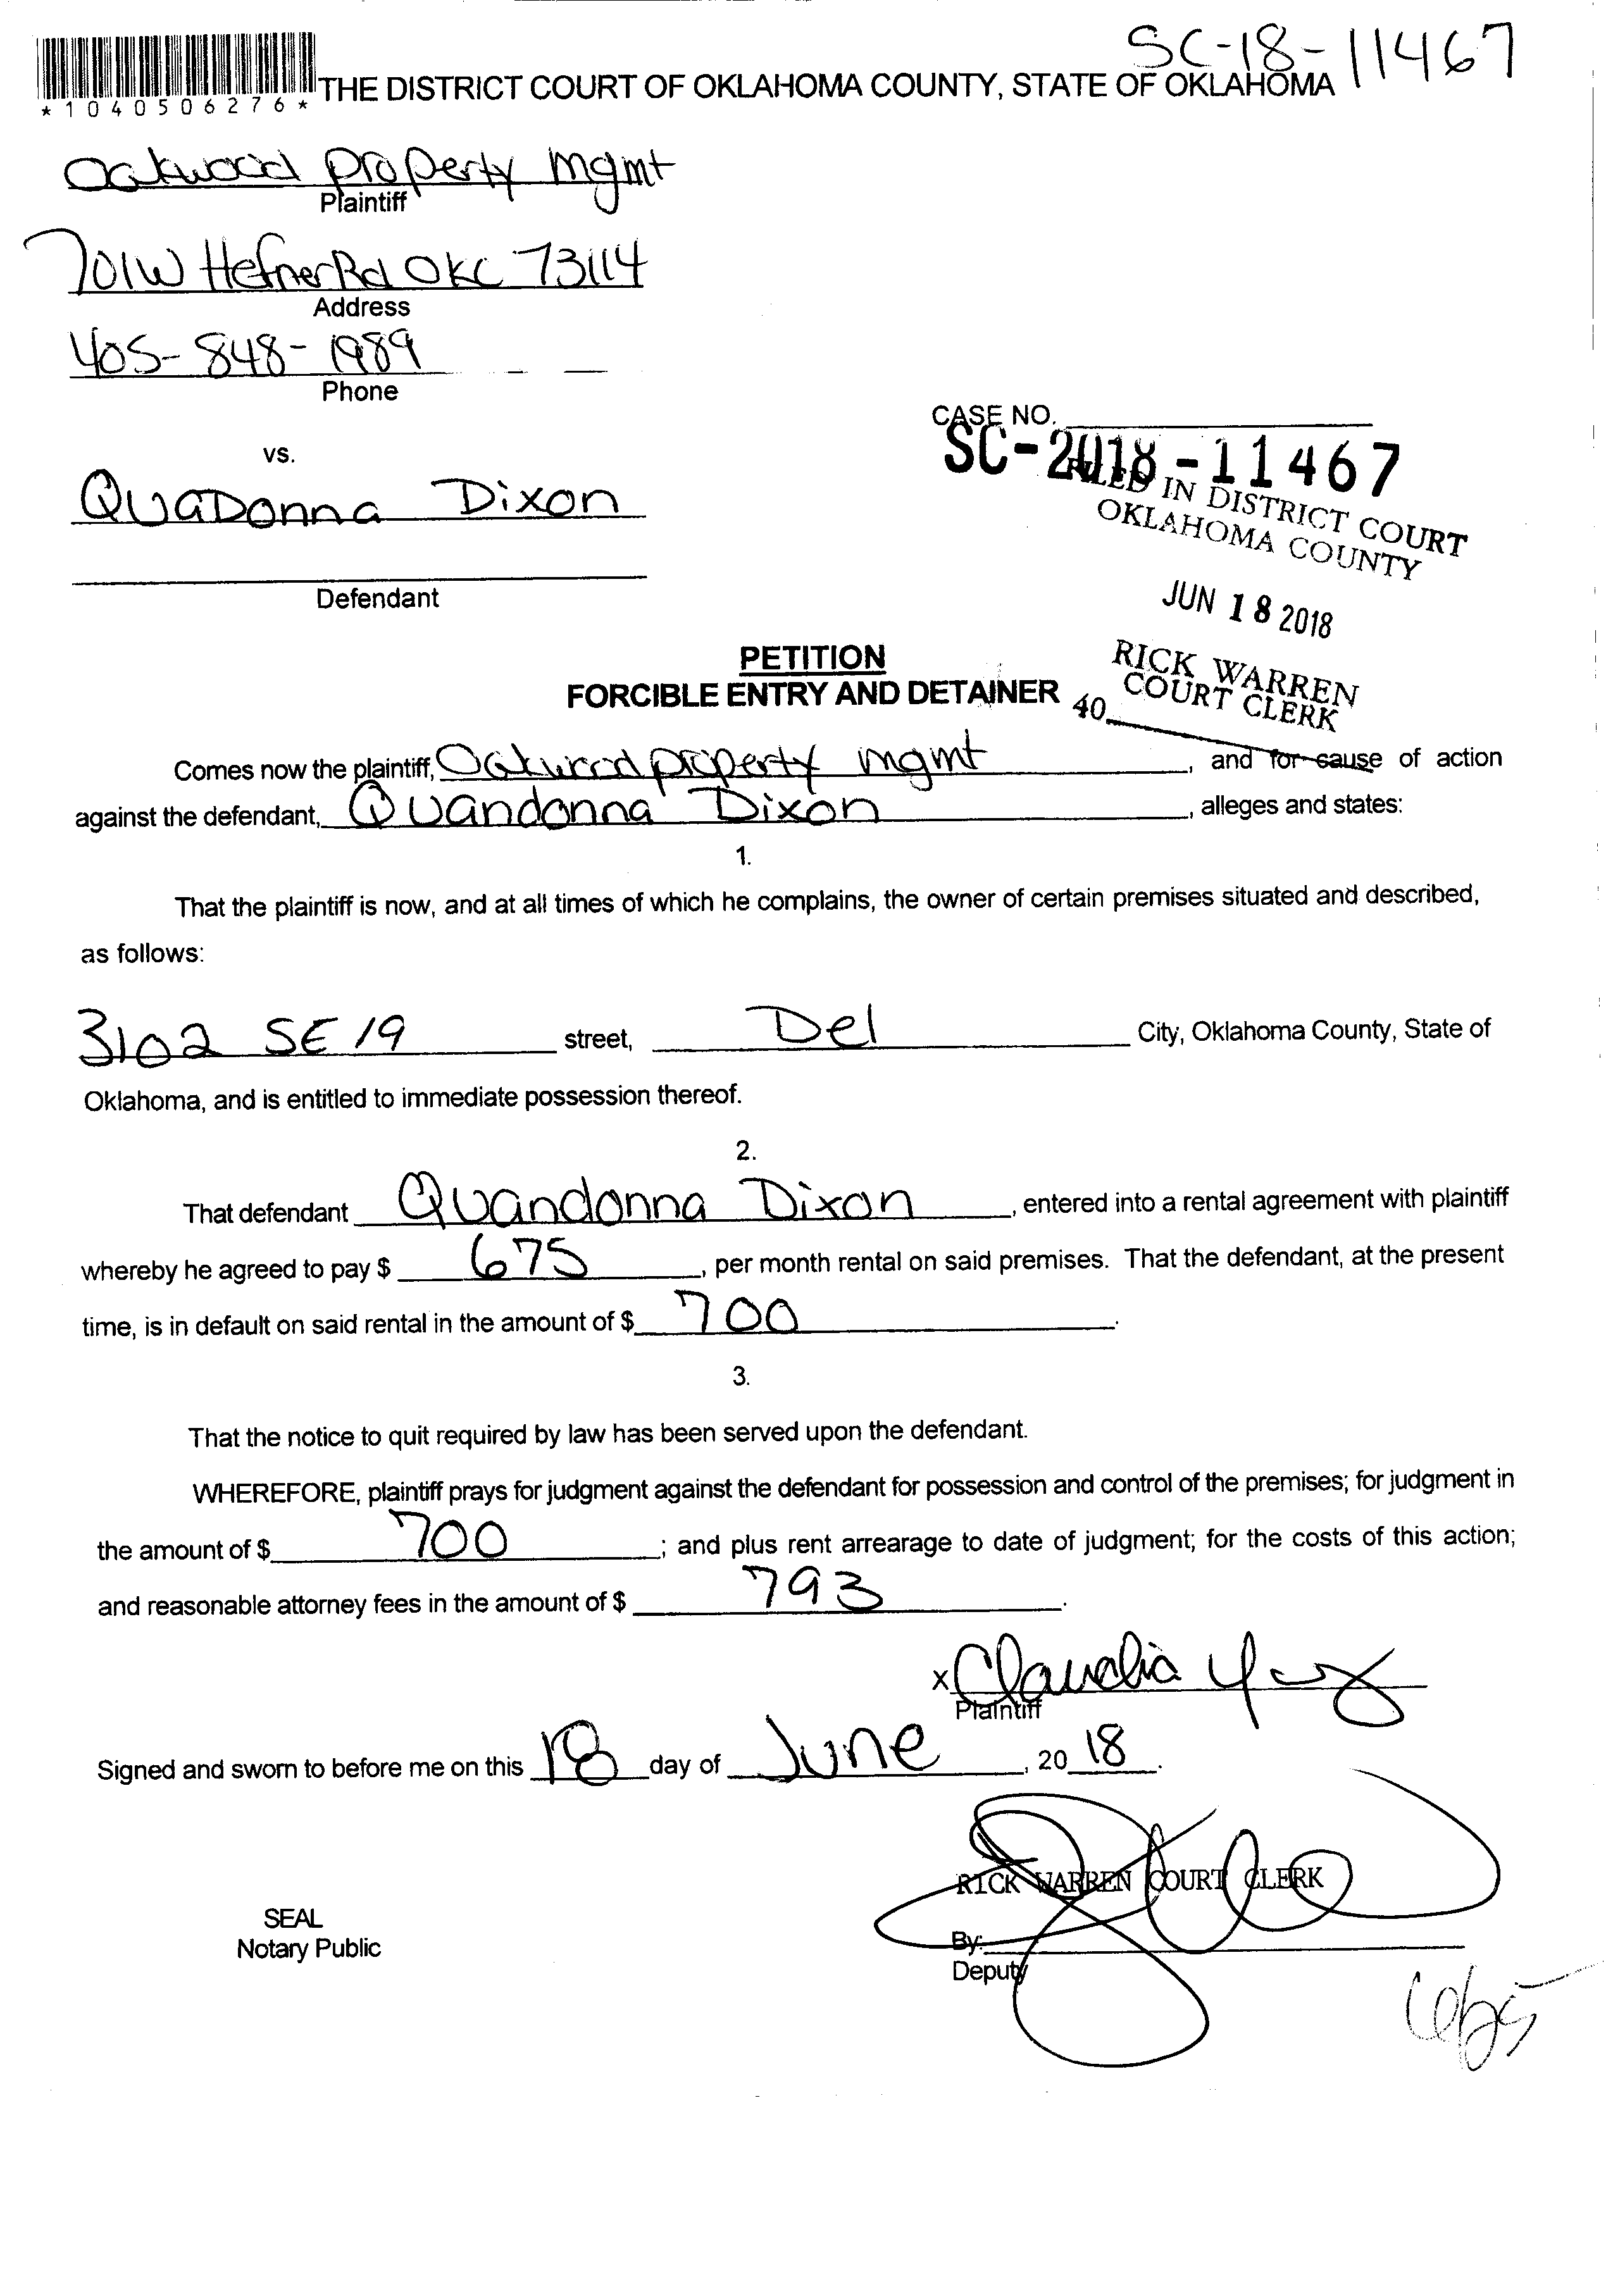 SC-18-11467
THE DISTRICT COURT OF OKLAHOMA COUNTY, STATE OF OKLAHOMA
*1040506276*
Oakwood property mgmt
Plaintiff
701W Hefner Rd OKC 73114
Address
405-848-1989
Phone
CASE NO.
SC-2018-11467
vs.
FILED IN DISTRICT COURT
OKLAHOMA COUNTY
QuaDonna Dixon
Defendant
JUN 18 2018
PETITION
FORCIBLE ENTRY AND DETAINER
RICK WARREN
COURT CLERK
40
Comes now the plaintiff, Oakwood property mgmt, and for cause of action
against the defendant, Quandonna Dixon, alleges and states:
1.
That the plaintiff is now, and at all times of which he complains, the owner of certain premises situated and described,
as follows:
3102 SE 19 street, Del City, Oklahoma County, State of
Oklahoma, and is entitled to immediate possession thereof.
2.
That defendant Quandonna Dixon, entered into a rental agreement with plaintiff
whereby he agreed to pay $ 675, per month rental on said premises. That the defendant, at the present
time, is in default on said rental in the amount of $ 700.
3.
That the notice to quit required by law has been served upon the defendant.
WHEREFORE, plaintiff prays for judgment against the defendant for possession and control of the premises; for judgment in
the amount of $ 700; and plus rent arrearage to date of judgment; for the costs of this action;
and reasonable attorney fees in the amount of $ 793.
x Claudia
Plaintiff
Signed and sworn to before me on this 18 day of June, 20 18.
RICK WARREN COURT CLERK
SEAL
Notary Public
By:
Deputy